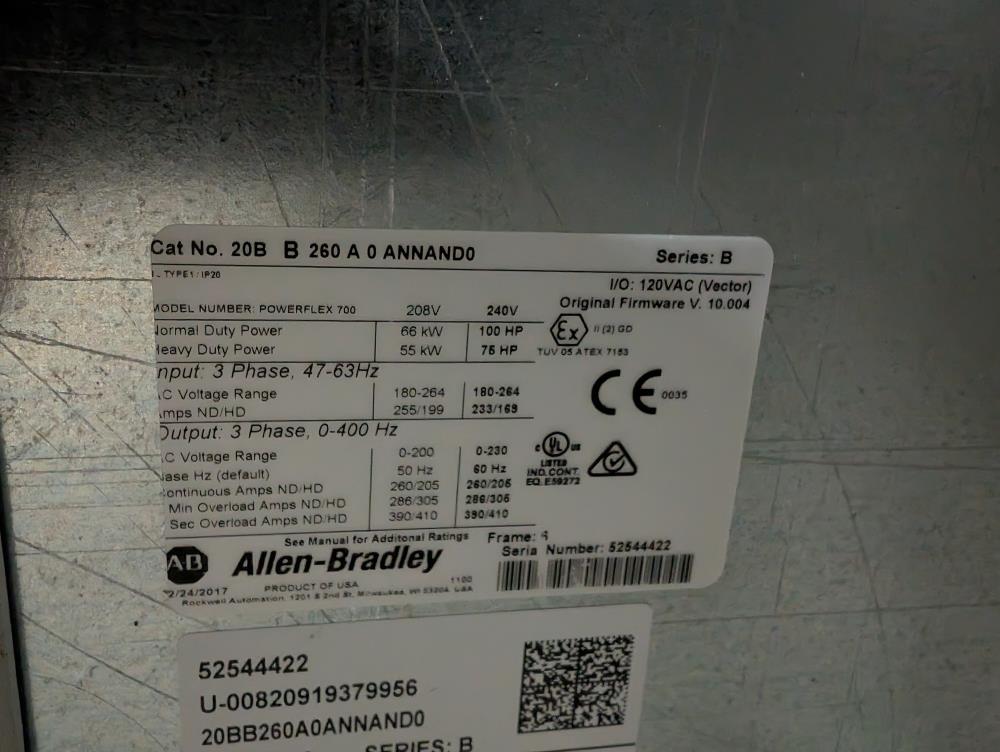 Cat No. 20B B 260 A 0 ANNAND0 Series: B
TYPE1 / IP20 I/O: 120VAC (Vector)
Original Firmware V. 10.004
MODEL NUMBER: POWERFLEX 700 208V 240V
Normal Duty Power 66 kW 100 HP
Heavy Duty Power 55 kW 75 HP
Ex II (2) GD
TUV 05 ATEX 7153
Input: 3 Phase, 47-63Hz
AC Voltage Range 180-264 180-264
Amps ND/HD 255/199 233/169
CE 0035
Output: 3 Phase, 0-400 Hz
AC Voltage Range 0-200 0-230
Base Hz (default) 50 Hz 60 Hz
Continuous Amps ND/HD 260/205 260/205
Min Overload Amps ND/HD 286/305 286/305
Sec Overload Amps ND/HD 390/410 390/410
C UL US
LISTED
IND. CONT.
EQ. E59272
See Manual for Additonal Ratings
Frame:
Serial Number: 52544422
AB Allen-Bradley
PRODUCT OF USA 1100
2/24/2017
Rockwell Automation, 1201 S 2nd St, Milwaukee, WI 53204, USA
52544422
U-00820919379956
20BB260A0ANNAND0
SERIES: B